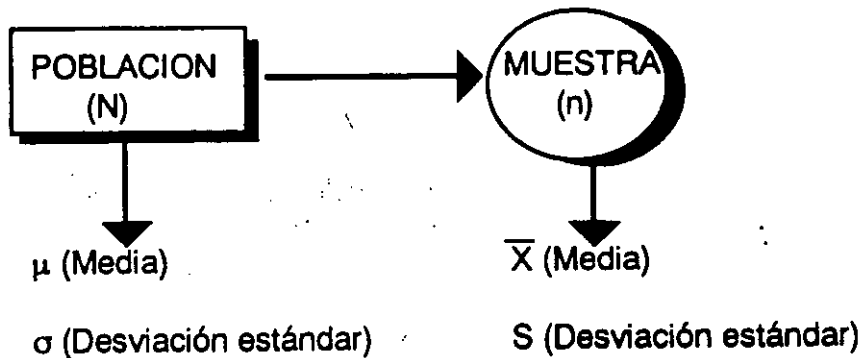 POBLACION
(N)
MUESTRA
(n)
μ (Media)
σ (Desviación estándar)
X̅ (Media)
S (Desviación estándar)